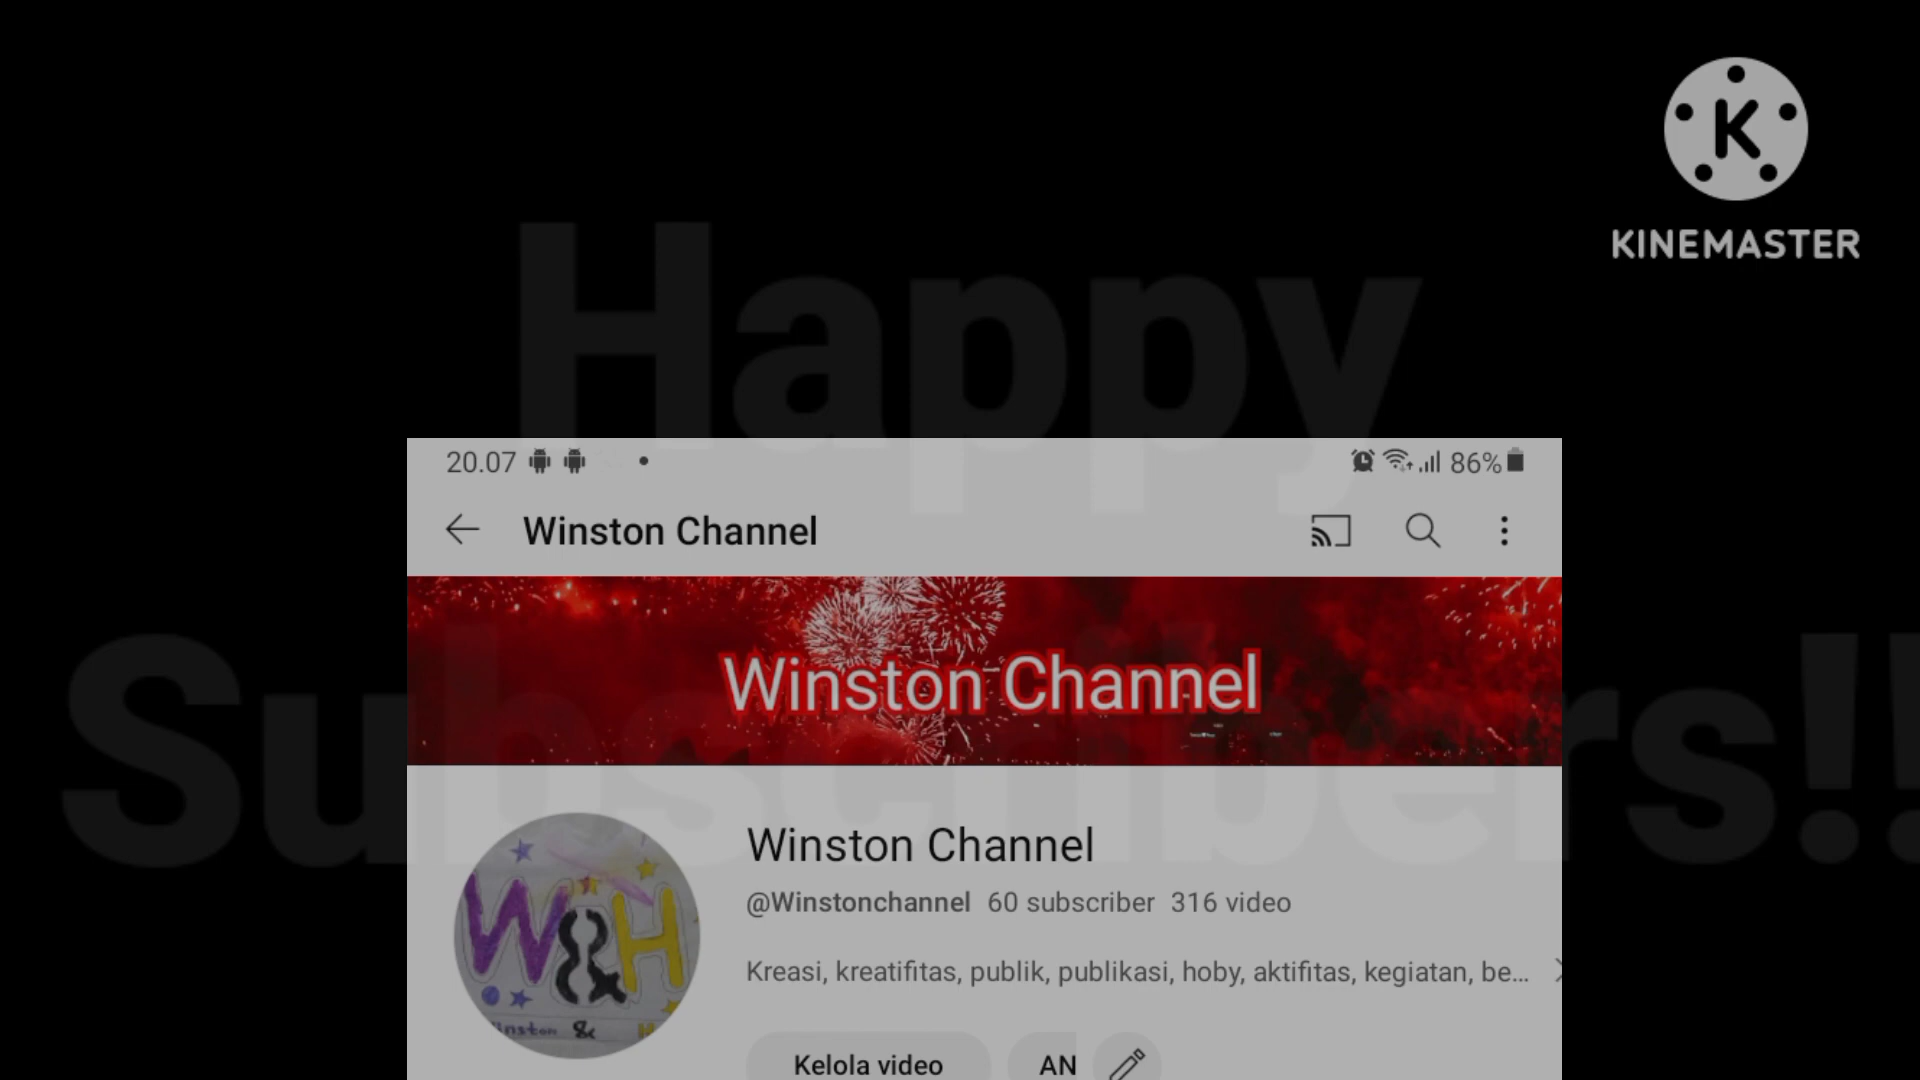 KINEMASTER
Happy
Subscribers!!
20.07 86%
Winston Channel
Winston Channel
W&H
Winston Channel
@Winstonchannel 60 subscriber 316 video
Kreasi, kreatifitas, publik, publikasi, hoby, aktifitas, kegiatan, be...
Kelola video AN